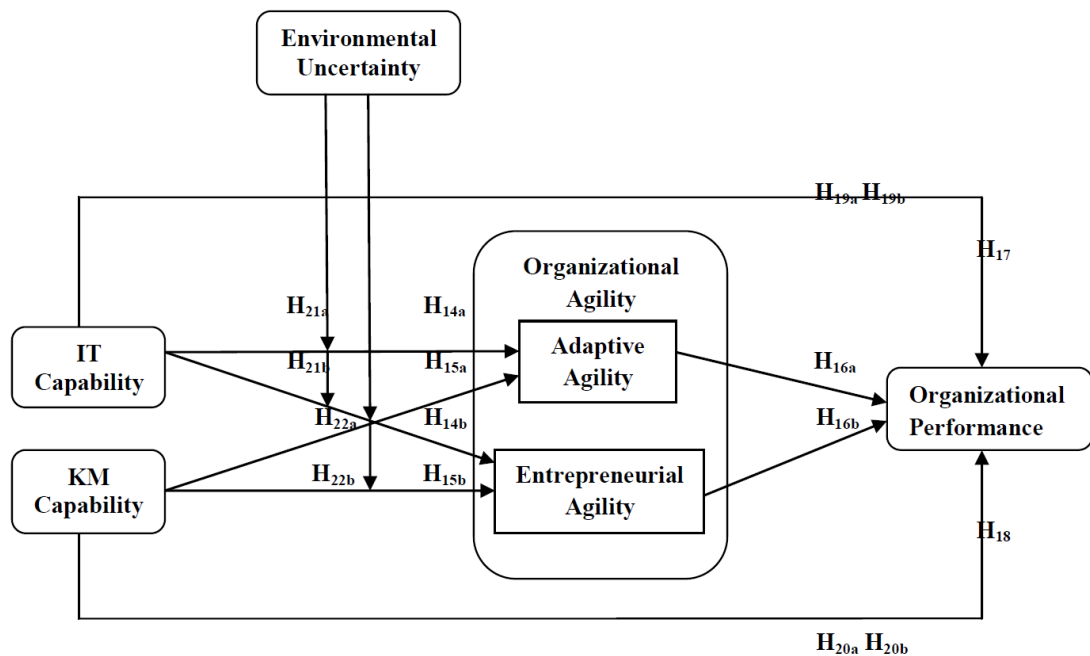 Environmental
Uncertainty
H19a H19b
H17
Organizational
Agility
H21a
H14a
IT
Capability
H21b
H15a
Adaptive
Agility
H16a
Organizational
Performance
H22a
H14b
H16b
KM
Capability
H22b
H15b
Entrepreneurial
Agility
H18
H20a H20b